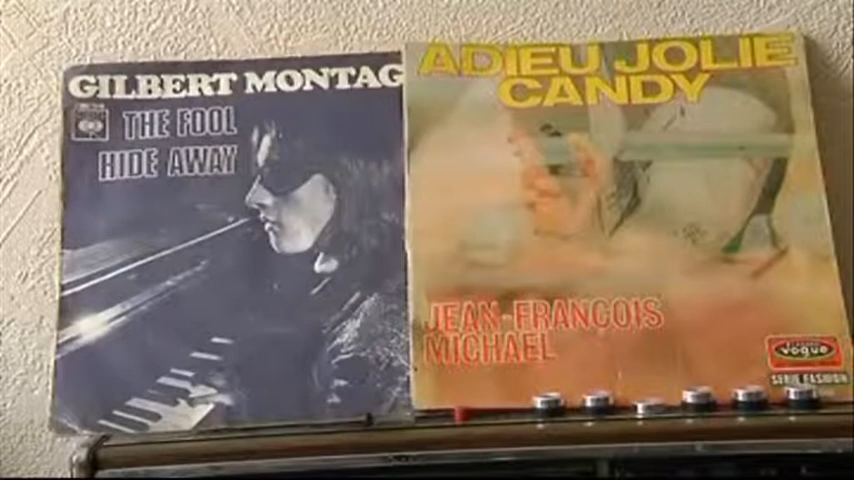 GILBERT MONTAG
THE FOOL
HIDE AWAY
ADIEU JOLIE
CANDY
JEAN-FRANÇOIS
MICHAEL
vogue
SERIE FASHION